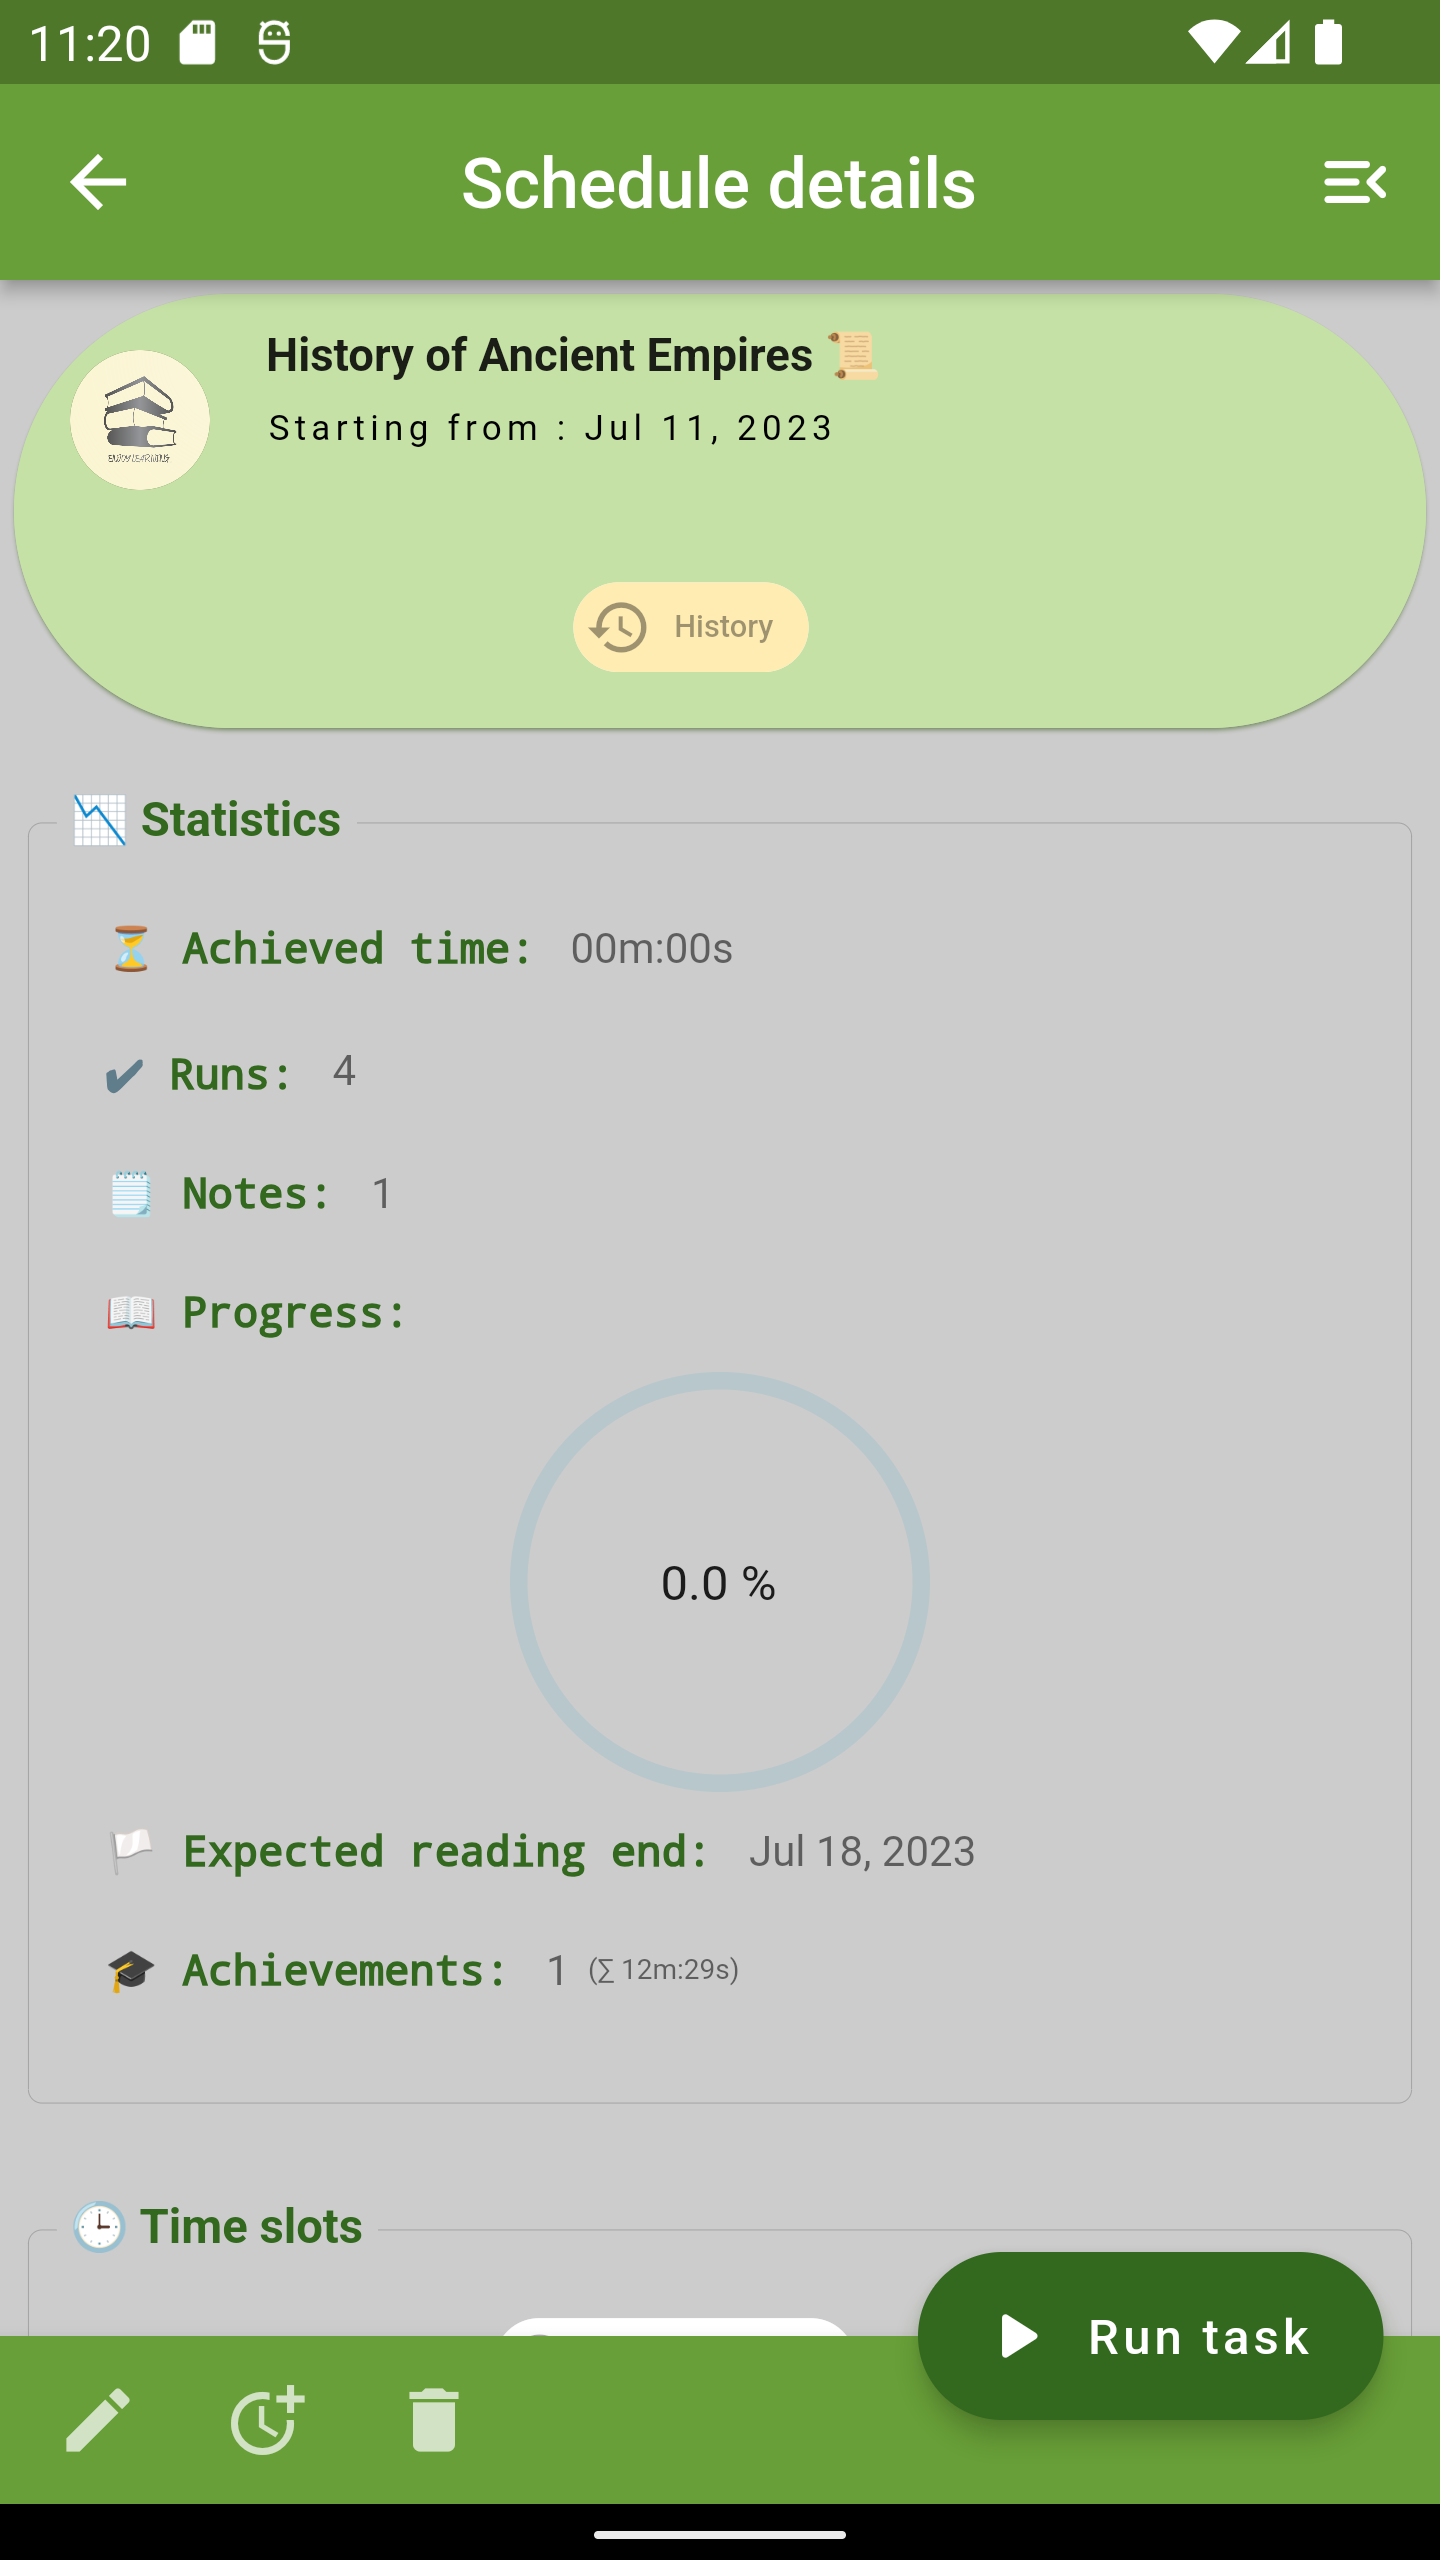 11:20
Schedule details
History of Ancient Empires 📜
Starting from : Jul 11, 2023
History
Statistics
Achieved time: 00m:00s
Runs: 4
Notes: 1
Progress:
0.0 %
Expected reading end: Jul 18, 2023
Achievements: 1 (∑ 12m:29s)
Time slots
Run task